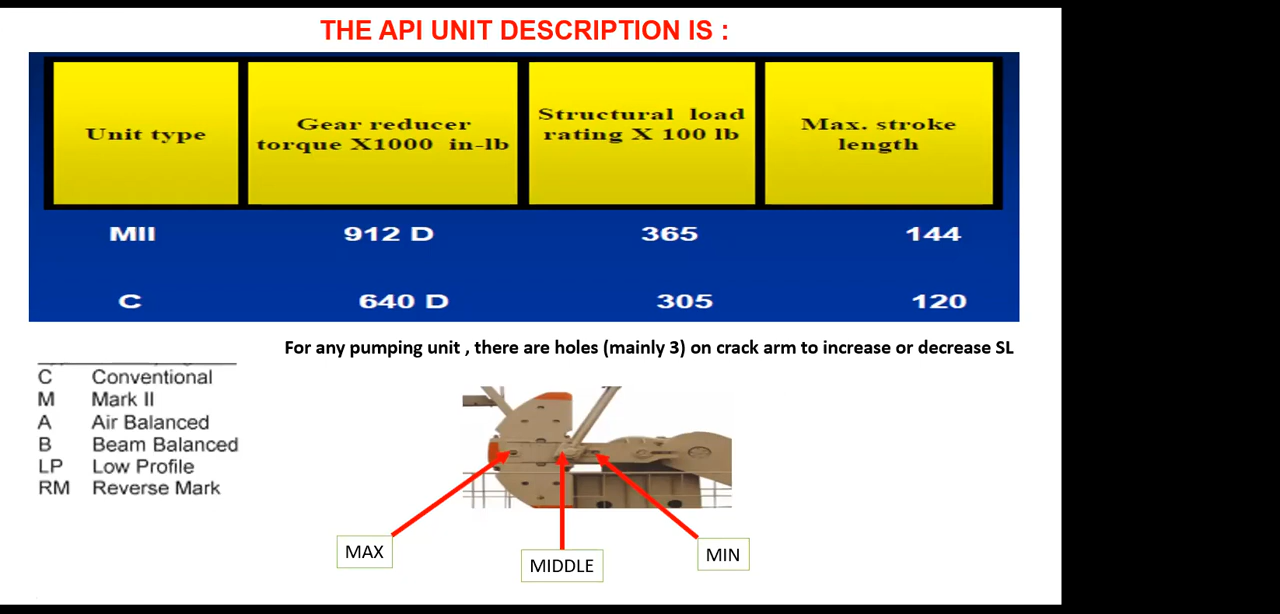 THE API UNIT DESCRIPTION IS :
Unit type
Gear reducer
torque X1000 in-lb
Structural load
rating X 100 lb
Max. stroke
length
MII 912 D 365 144
C 640 D 305 120
For any pumping unit , there are holes (mainly 3) on crack arm to increase or decrease SL
C Conventional
M Mark II
A Air Balanced
B Beam Balanced
LP Low Profile
RM Reverse Mark
MAX
MIDDLE
MIN